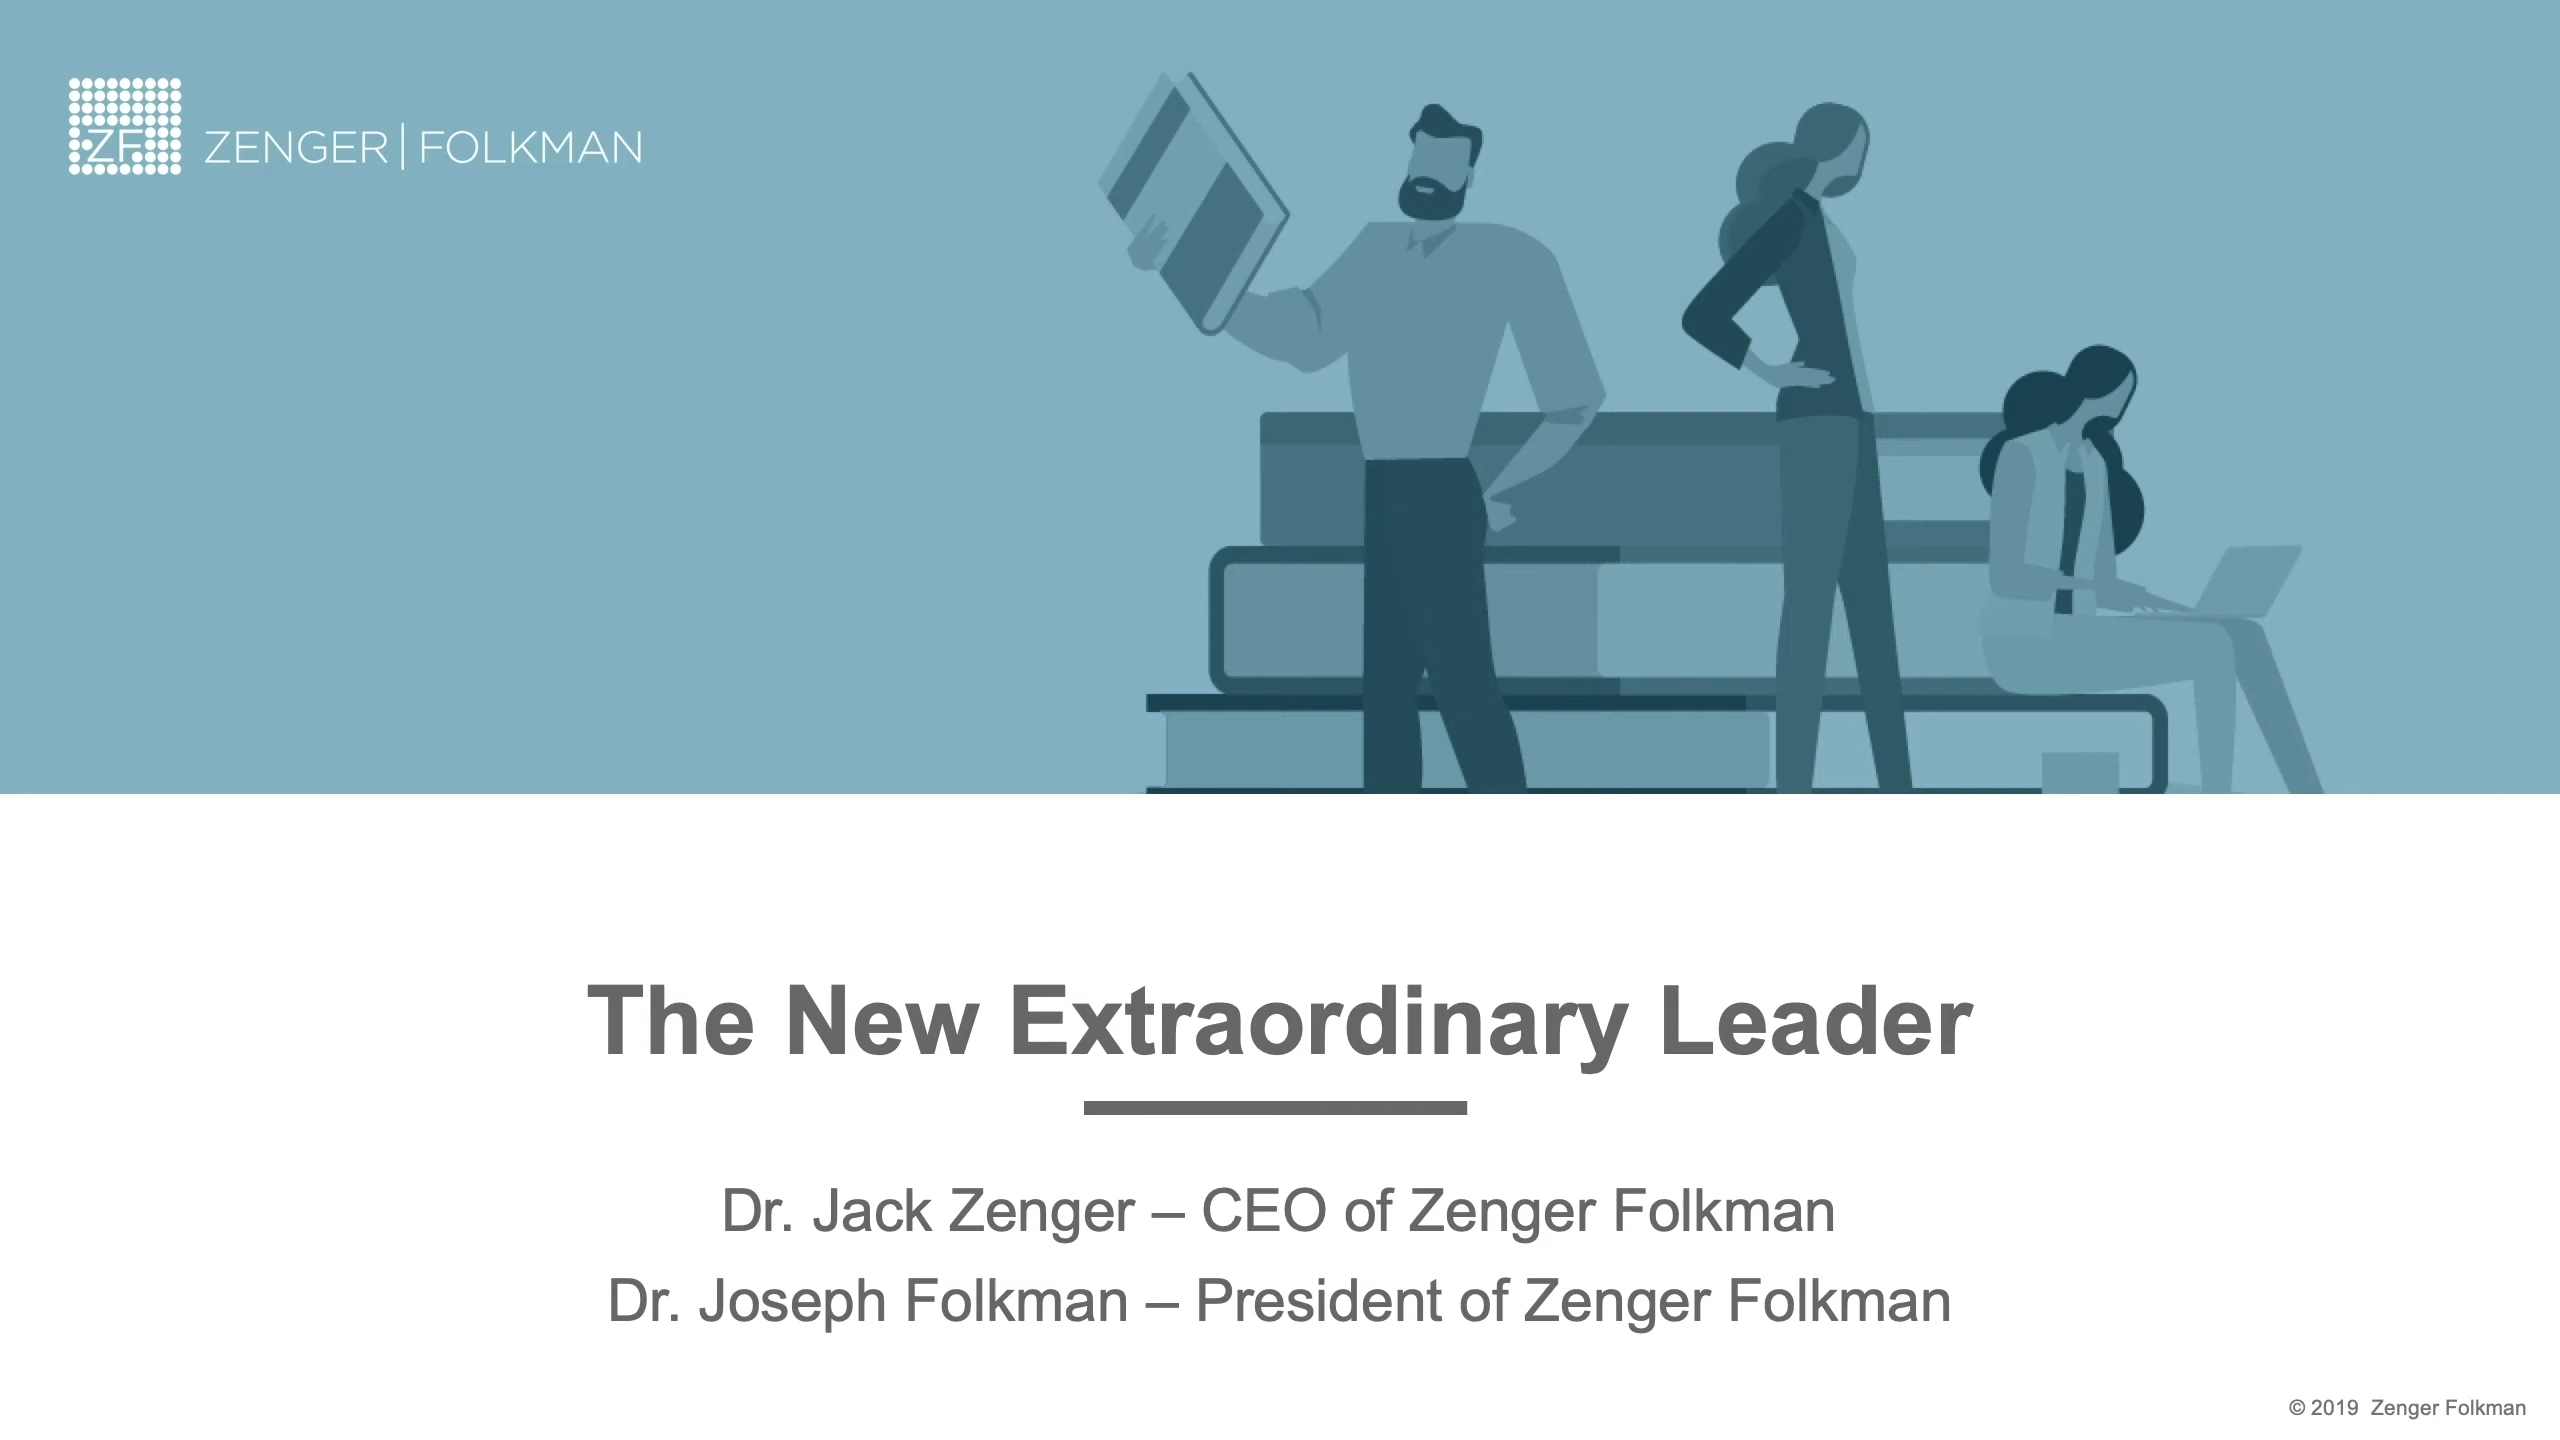 ZF ZENGER | FOLKMAN
The New Extraordinary Leader
Dr. Jack Zenger – CEO of Zenger Folkman
Dr. Joseph Folkman – President of Zenger Folkman
© 2019 Zenger Folkman